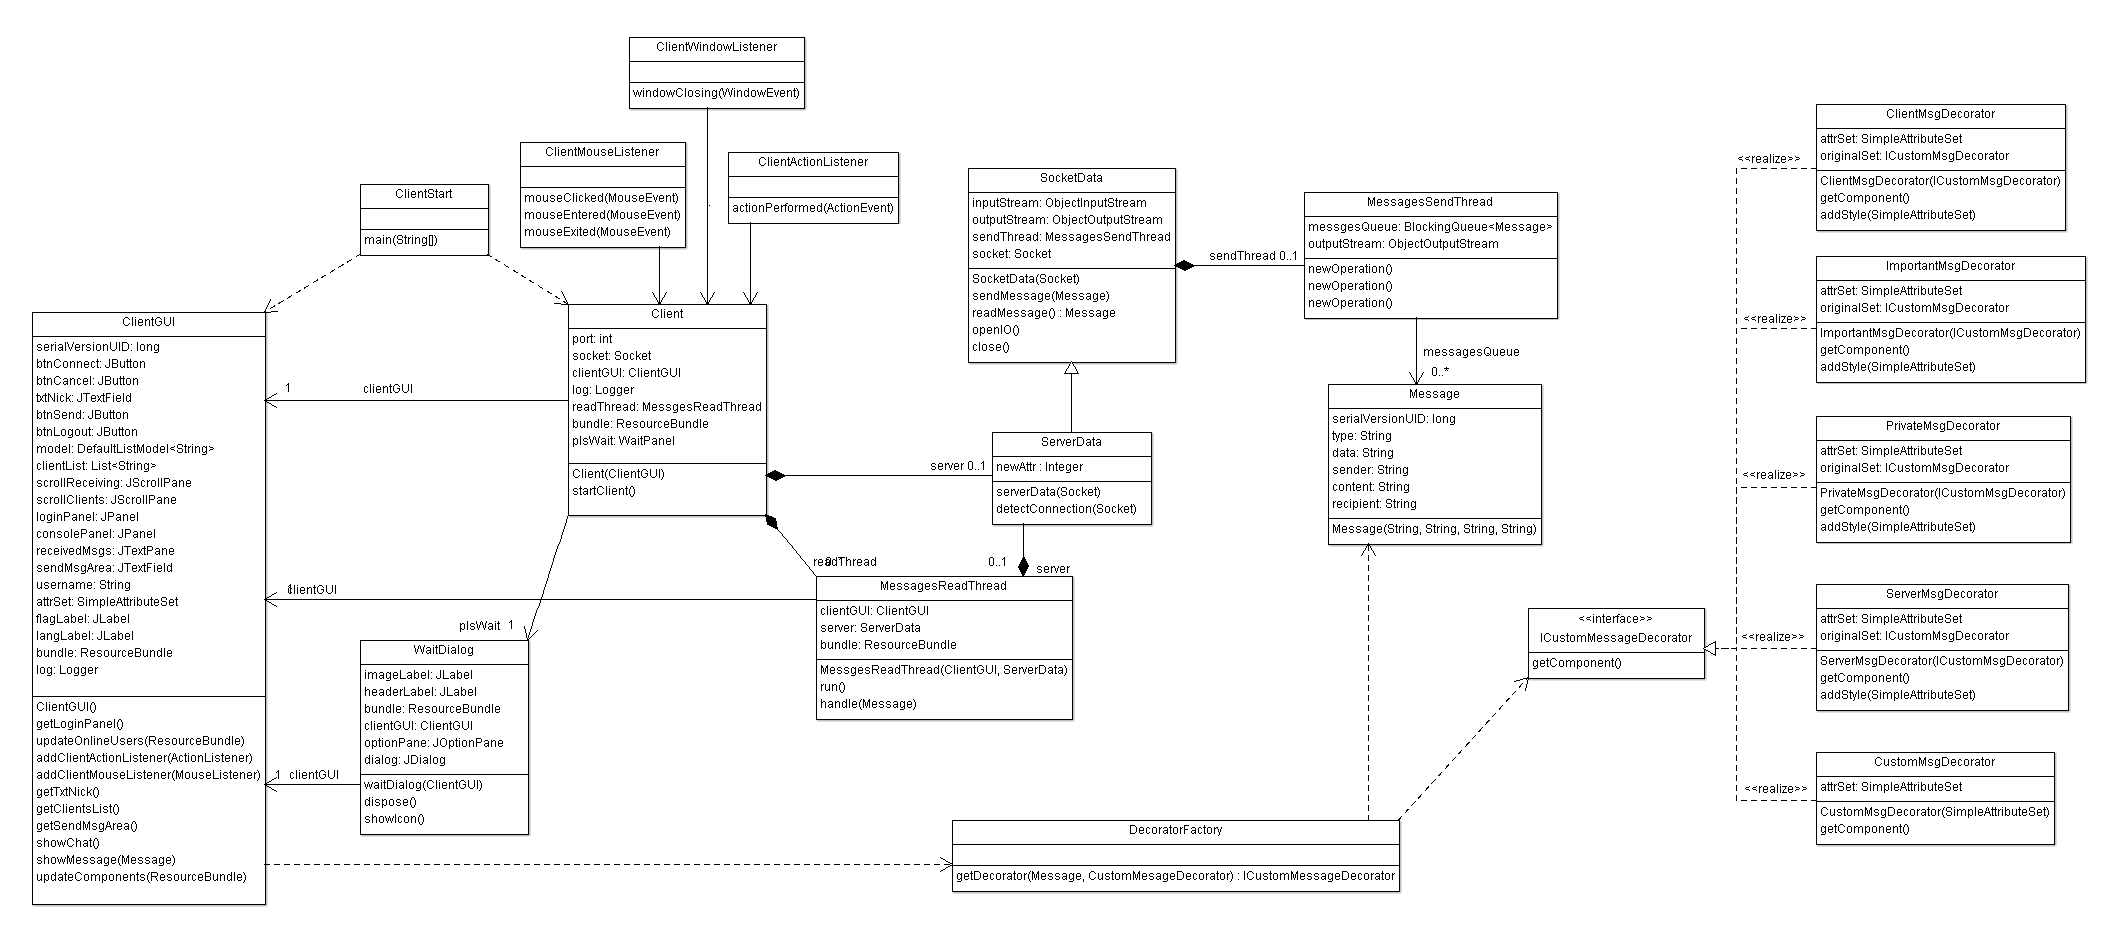 ClientWindowListener
windowClosing(WindowEvent)
ClientMouseListener
mouseClicked(MouseEvent)
mouseEntered(MouseEvent)
mouseExited(MouseEvent)
ClientActionListener
actionPerformed(ActionEvent)
ClientStart
main(String[])
ClientGUI
serialVersionUID: long
btnConnect: JButton
btnCancel: JButton
txtNick: JTextField
btnSend: JButton
btnLogout: JButton
model: DefaultListModel<String>
clientList: List<String>
scrollReceiving: JScrollPane
scrollClients: JScrollPane
loginPanel: JPanel
consolePanel: JPanel
receivedMsgs: JTextPane
sendMsgArea: JTextField
username: String
attrSet: SimpleAttributeSet
flagLabel: JLabel
langLabel: JLabel
bundle: ResourceBundle
log: Logger
ClientGUI()
getLoginPanel()
updateOnlineUsers(ResourceBundle)
addClientActionListener(ActionListener)
addClientMouseListener(MouseListener)
getTxtNick()
getClientsList()
getSendMsgArea()
showChat()
showMessage(Message)
updateComponents(ResourceBundle)
1 clientGUI
Client
port: int
socket: Socket
clientGUI: ClientGUI
log: Logger
readThread: MessgesReadThread
bundle: ResourceBundle
plsWait: WaitPanel
Client(ClientGUI)
startClient()
1 clientGUI
plsWait 1
WaitDialog
imageLabel: JLabel
headerLabel: JLabel
bundle: ResourceBundle
clientGUI: ClientGUI
optionPane: JOptionPane
dialog: JDialog
waitDialog(ClientGUI)
dispose()
showIcon()
1 clientGUI
SocketData
inputStream: ObjectInputStream
outputStream: ObjectOutputStream
sendThread: MessagesSendThread
socket: Socket
SocketData(Socket)
sendMessage(Message)
readMessage() : Message
openIO()
close()
sendThread 0..1
MessagesSendThread
messgesQueue: BlockingQueue<Message>
outputStream: ObjectOutputStream
newOperation()
newOperation()
newOperation()
messagesQueue
0..*
Message
serialVersionUID: long
type: String
data: String
sender: String
content: String
recipient: String
Message(String, String, String, String)
server 0..1
ServerData
newAttr : Integer
serverData(Socket)
detectConnection(Socket)
readThread
0..1
server
MessagesReadThread
clientGUI: ClientGUI
server: ServerData
bundle: ResourceBundle
MessgesReadThread(ClientGUI, ServerData)
run()
handle(Message)
DecoratorFactory
getDecorator(Message, CustomMesageDecorator) : ICustomMessageDecorator
<<interface>>
ICustomMessageDecorator
getComponent()
<<realize>>
ClientMsgDecorator
attrSet: SimpleAttributeSet
originalSet: ICustomMsgDecorator
ClientMsgDecorator(ICustomMsgDecorator)
getComponent()
addStyle(SimpleAttributeSet)
<<realize>>
ImportantMsgDecorator
attrSet: SimpleAttributeSet
originalSet: ICustomMsgDecorator
ImportantMsgDecorator(ICustomMsgDecorator)
getComponent()
addStyle(SimpleAttributeSet)
<<realize>>
PrivateMsgDecorator
attrSet: SimpleAttributeSet
originalSet: ICustomMsgDecorator
PrivateMsgDecorator(ICustomMsgDecorator)
getComponent()
addStyle(SimpleAttributeSet)
<<realize>>
ServerMsgDecorator
attrSet: SimpleAttributeSet
originalSet: ICustomMsgDecorator
ServerMsgDecorator(ICustomMsgDecorator)
getComponent()
addStyle(SimpleAttributeSet)
<<realize>>
CustomMsgDecorator
attrSet: SimpleAttributeSet
CustomMsgDecorator(SimpleAttributeSet)
getComponent()